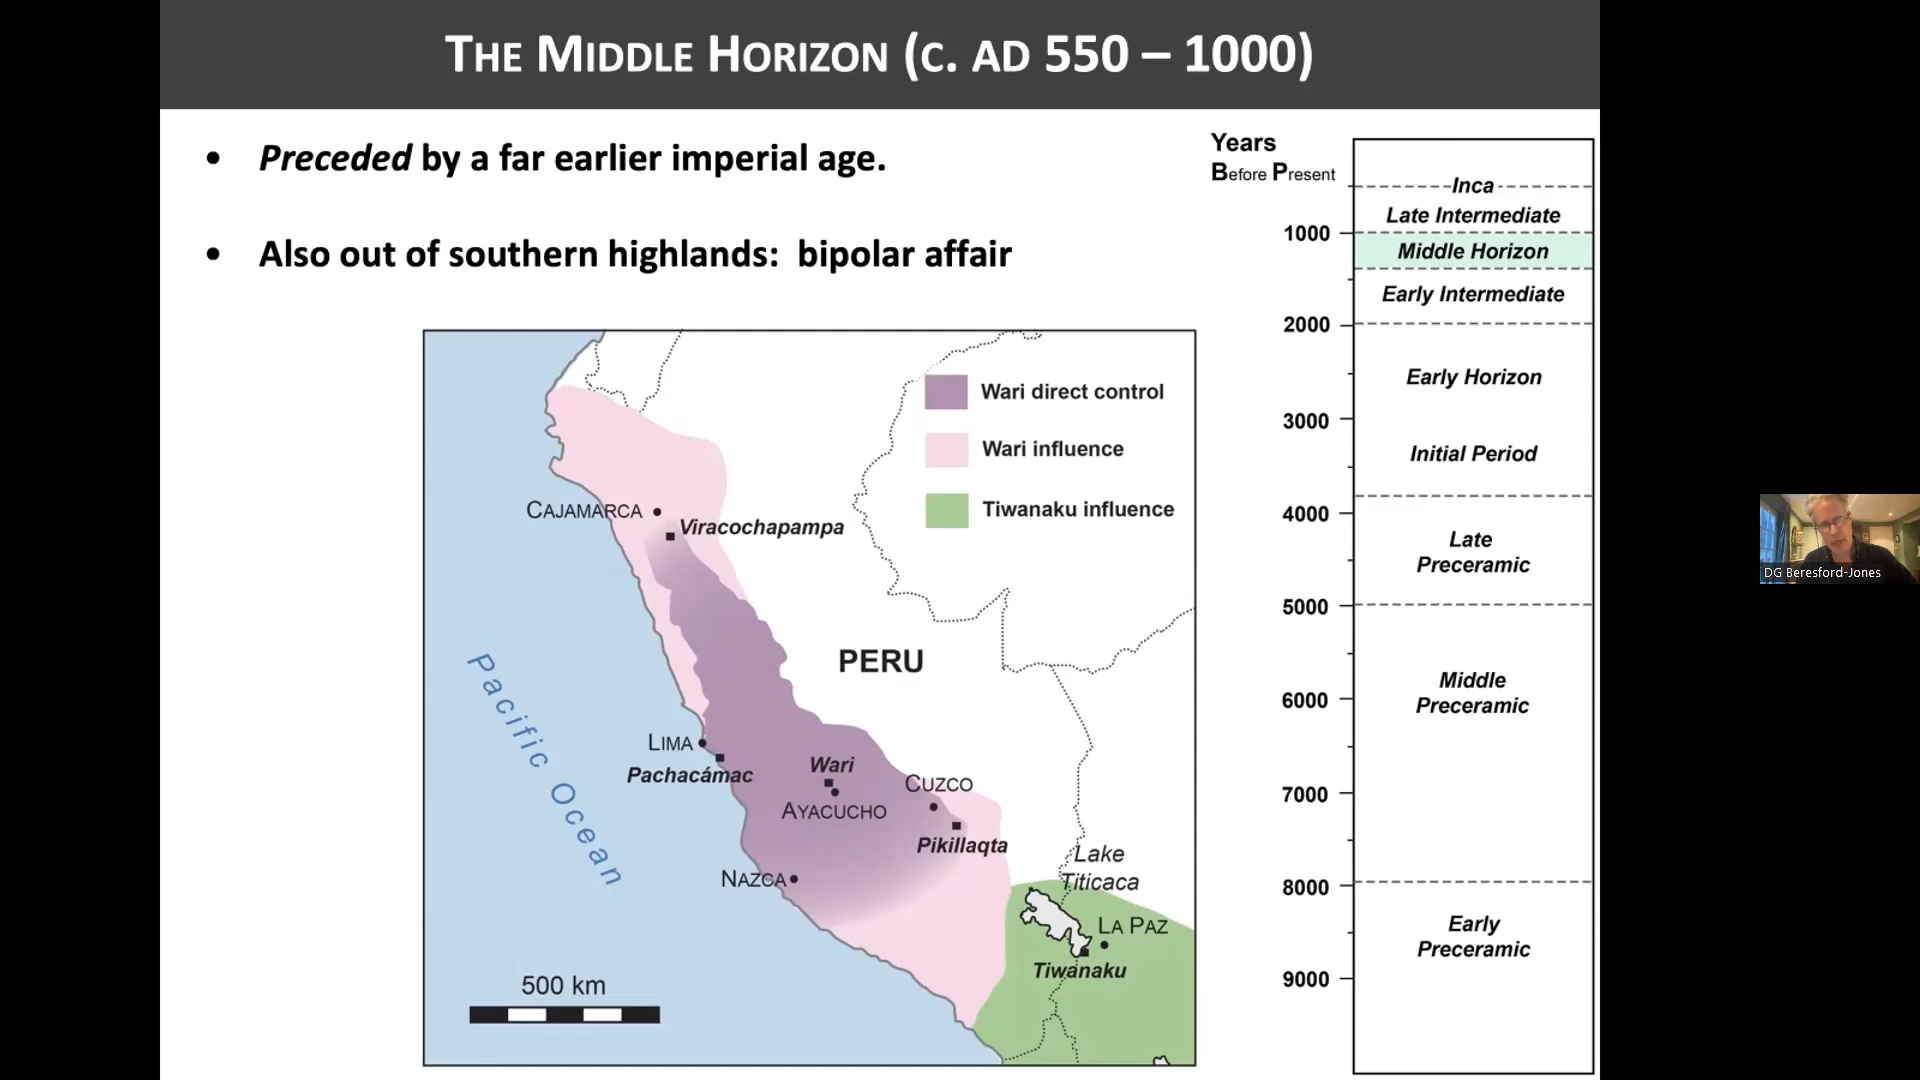 THE MIDDLE HORIZON (C. AD 550 – 1000)
• Preceded by a far earlier imperial age.
• Also out of southern highlands: bipolar affair
Wari direct control
Wari influence
Tiwanaku influence
CAJAMARCA
Viracochapampa
PERU
Pacific Ocean
LIMA
Pachacámac
Wari
AYACUCHO
CUZCO
Pikillaqta
NAZCA
Lake
Titicaca
LA PAZ
Tiwanaku
500 km
Years
Before Present
Inca
Late Intermediate
1000
Middle Horizon
Early Intermediate
2000
Early Horizon
3000
Initial Period
4000
Late
Preceramic
5000
Middle
Preceramic
6000
7000
8000
Early
Preceramic
9000
DG Beresford-Jones